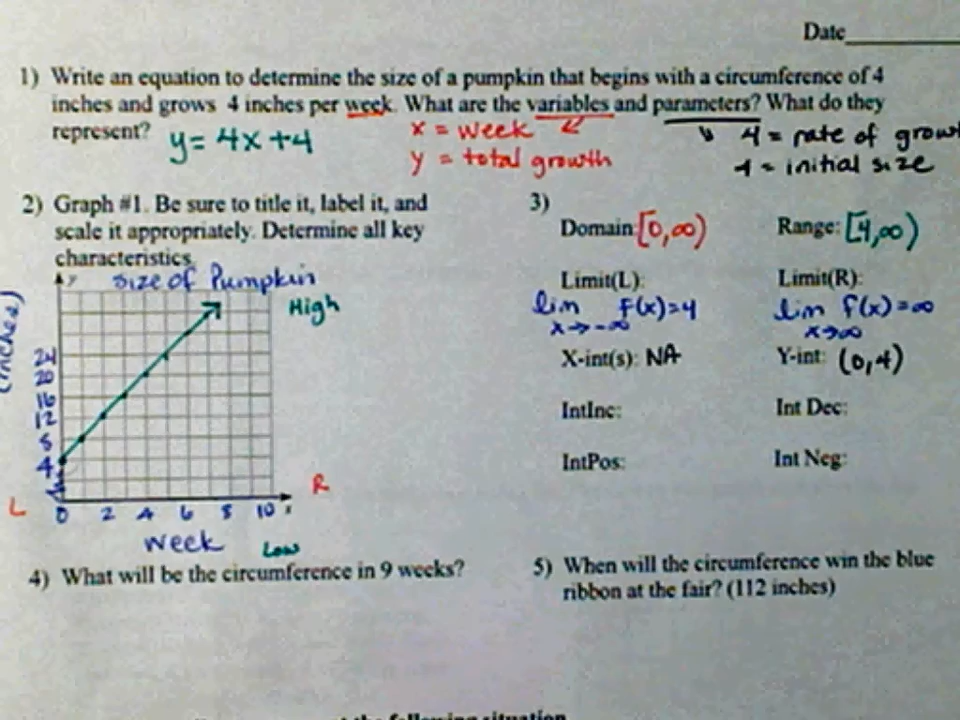 Date
1) Write an equation to determine the size of a pumpkin that begins with a circumference of 4
inches and grows 4 inches per week. What are the variables and parameters? What do they
represent? y=4x+4 x = week 4 = rate of growt
y = total growth 4 = initial size
2) Graph #1. Be sure to title it, label it, and
scale it appropriately. Determine all key
characteristics.
y Size of Pumpkin
High
(inches)
24
20
16
12
8
4
L R
0 2 4 6 8 10 x
Week Low
3)
Domain: [0,∞) Range: [4,∞)
Limit(L): Limit(R):
lim f(x)=4 lim f(x)=∞
x→-∞ x→∞
X-int(s): NA Y-int: (0,4)
IntInc: Int Dec:
IntPos: Int Neg:
4) What will be the circumference in 9 weeks?
5) When will the circumference win the blue
ribbon at the fair? (112 inches)
the following situation